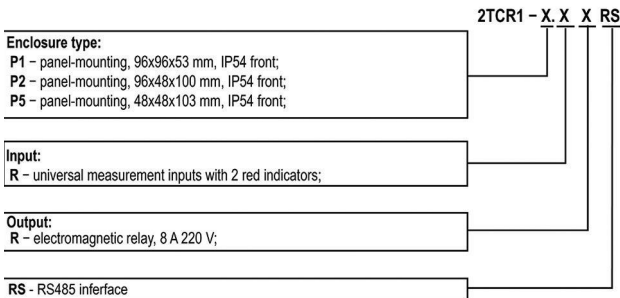 2TCR1 – X. X X RS
Enclosure type:
P1 – panel-mounting, 96x96x53 mm, IP54 front;
P2 – panel-mounting, 96x48x100 mm, IP54 front;
P5 – panel-mounting, 48x48x103 mm, IP54 front;
Input:
R – universal measurement inputs with 2 red indicators;
Output:
R – electromagnetic relay, 8 A 220 V;
RS - RS485 inferface